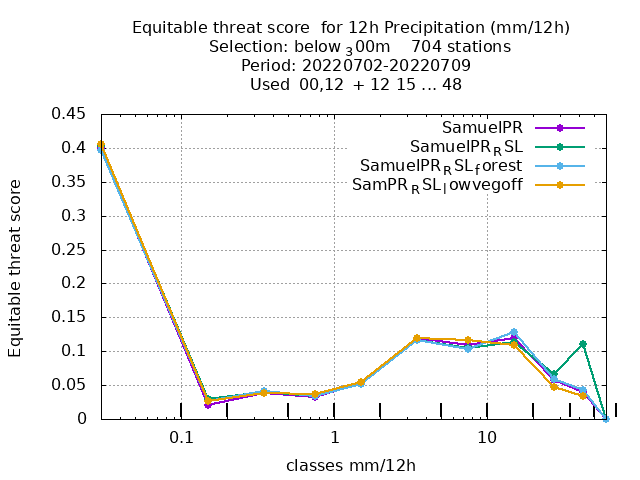 Equitable threat score  for 12h Precipitation (mm/12h)
Selection: below ₃00m    704 stations
Period: 20220702-20220709
Used  00,12  + 12 15 ... 48
SamuelPR
SamuelPR_RSL
SamuelPR_RSL_forest
SamPR_RSL_lowvegoff
0.45
0.4
0.35
0.3
0.25
0.2
0.15
0.1
0.05
0
Equitable threat score
0.1 1 10
classes mm/12h